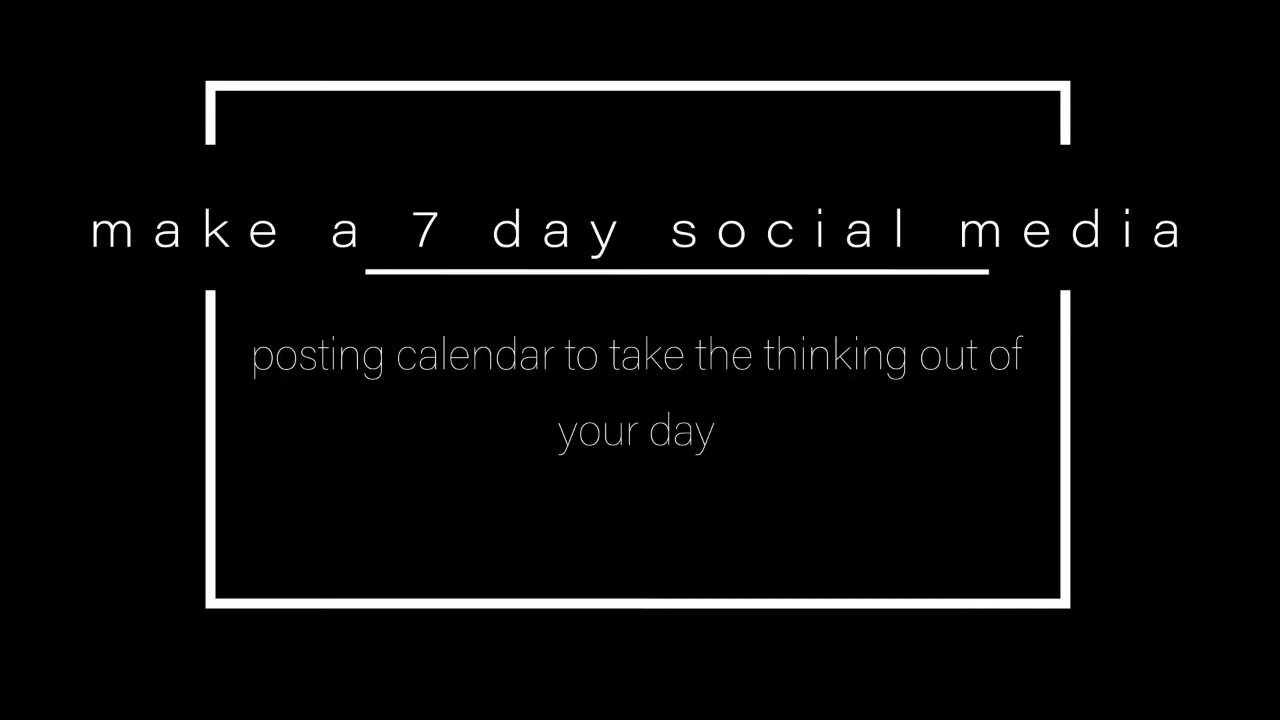 make a 7 day social media
posting calendar to take the thinking out of
your day